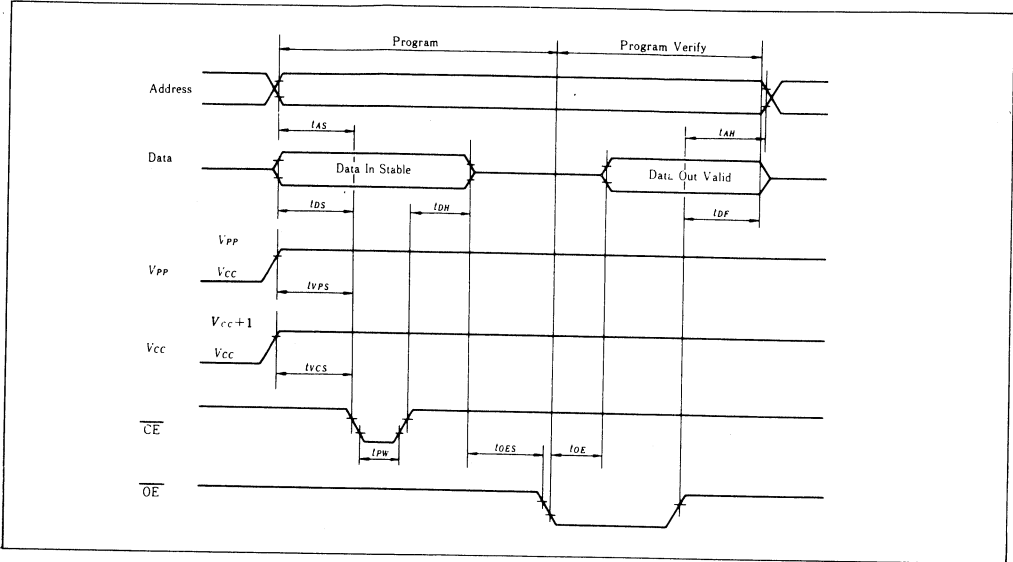 Program Program Verify
Address
tAS tAH
Data Data In Stable Data Out Valid
tDS tDH tDF
VPP
VPP VCC
tVPS
VCC+1
VCC VCC
tVCS
CE
tPW tOES tOE
OE